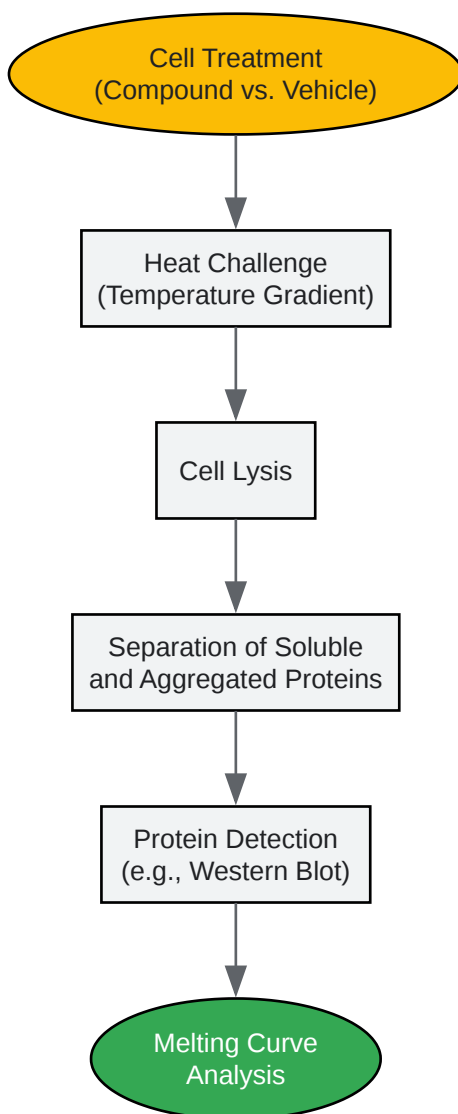 Cell Treatment
(Compound vs. Vehicle)
Heat Challenge
(Temperature Gradient)
Cell Lysis
Separation of Soluble
and Aggregated Proteins
Protein Detection
(e.g., Western Blot)
Melting Curve
Analysis